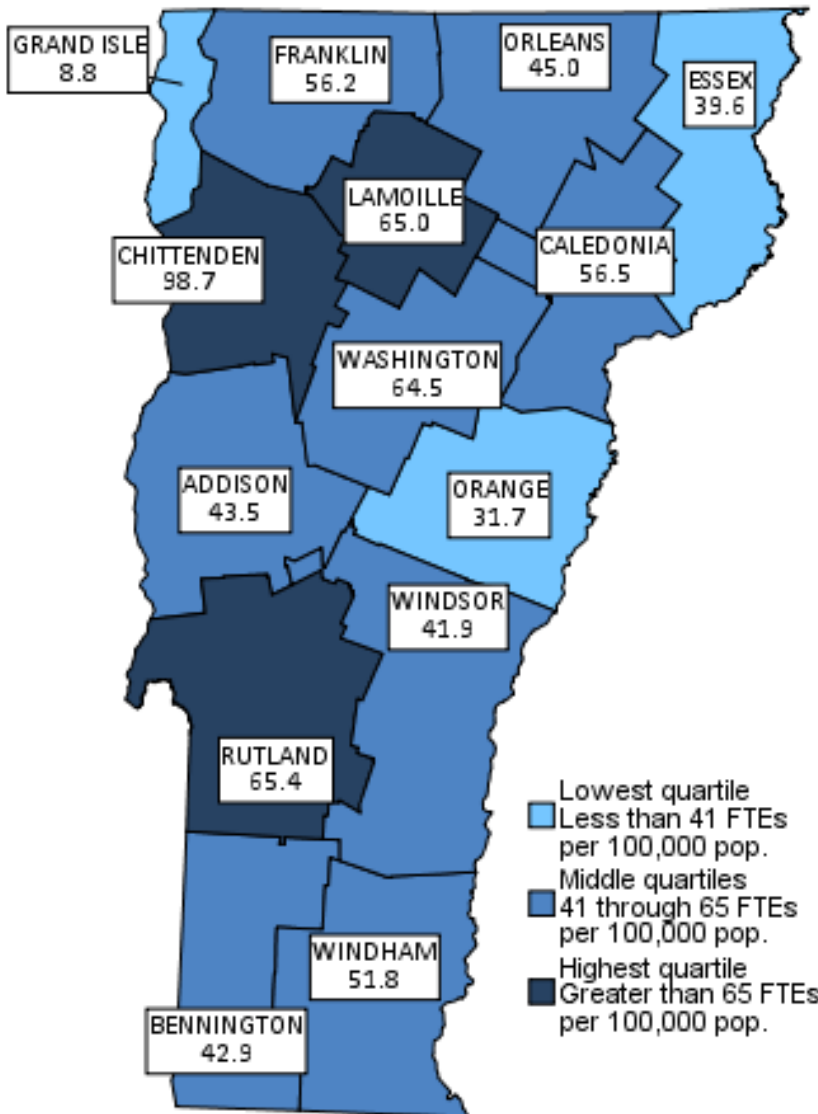 GRAND ISLE
8.8
FRANKLIN
56.2
ORLEANS
45.0
ESSEX
39.6
LAMOILLE
65.0
CHITTENDEN
98.7
CALEDONIA
56.5
WASHINGTON
64.5
ADDISON
43.5
ORANGE
31.7
WINDSOR
41.9
RUTLAND
65.4
WINDHAM
51.8
BENNINGTON
42.9
Lowest quartile
Less than 41 FTEs
per 100,000 pop.
Middle quartiles
41 through 65 FTEs
per 100,000 pop.
Highest quartile
Greater than 65 FTEs
per 100,000 pop.